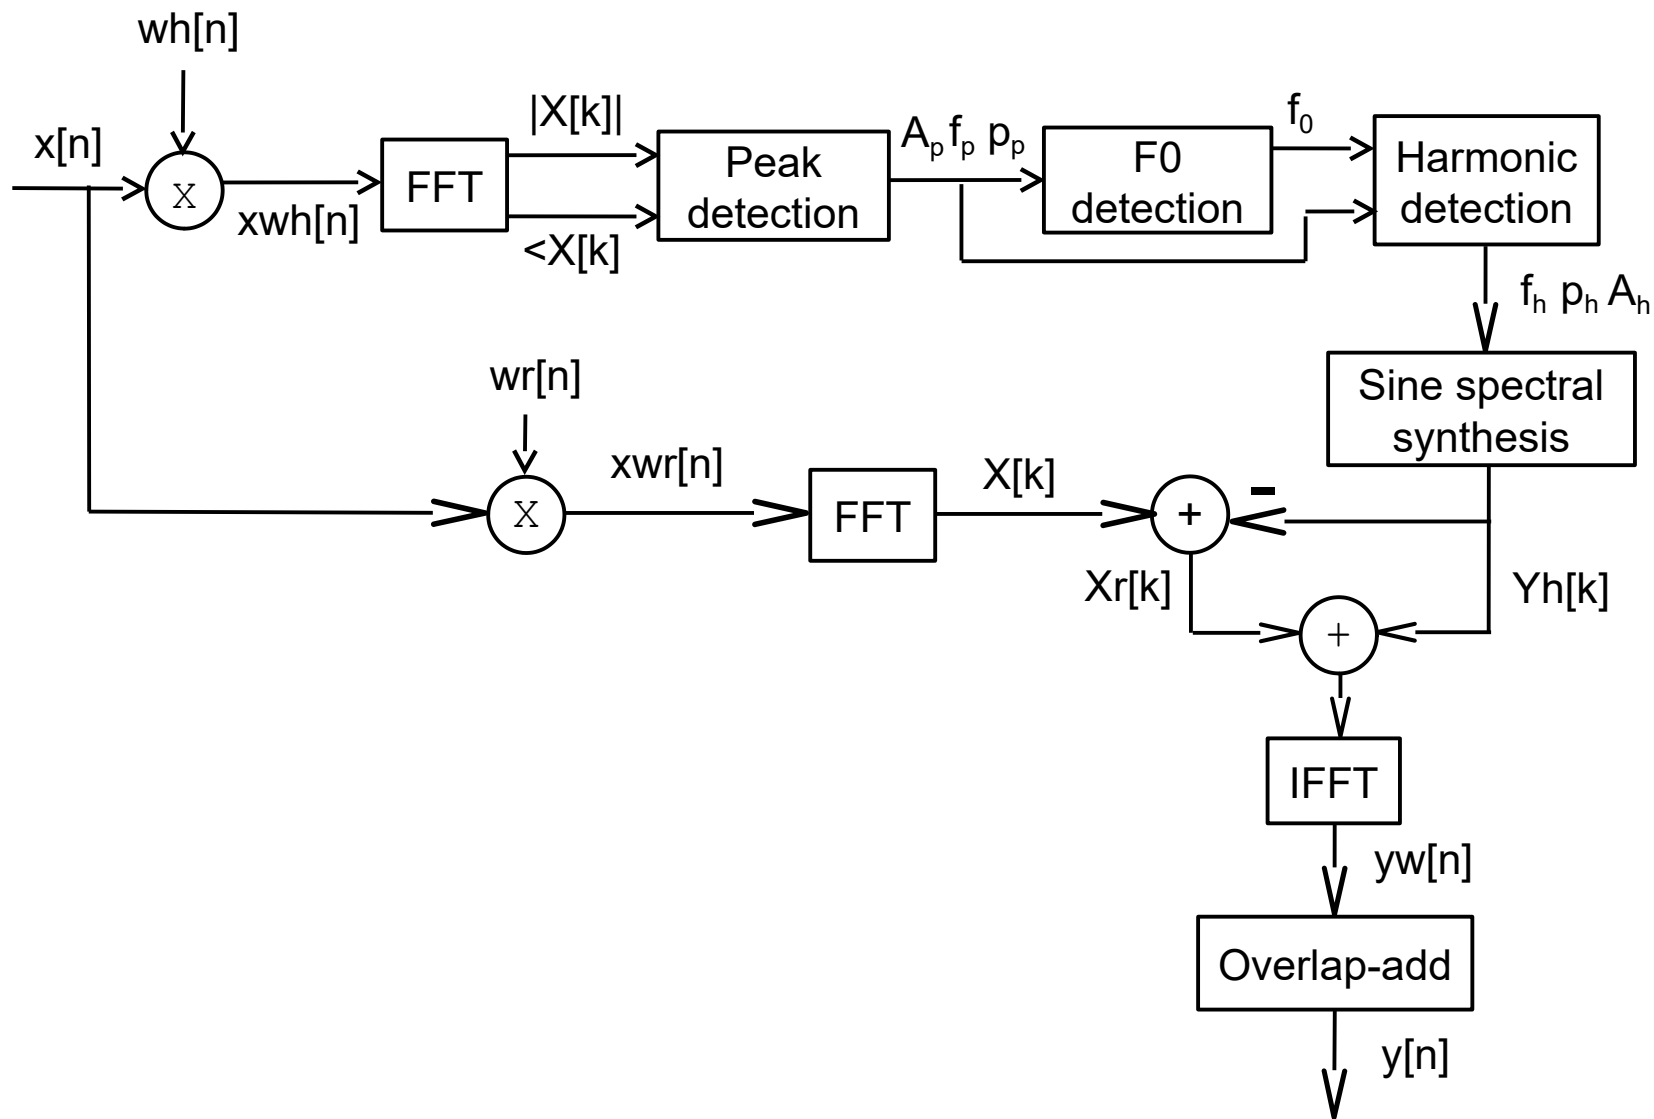 wh[n]
x[n]
X
xwh[n]
FFT
|X[k]|
<X[k]
Peak
detection
Aₚ fₚ pₚ
F0
detection
f₀
Harmonic
detection
fₕ pₕ Aₕ
Sine spectral
synthesis
wr[n]
X
xwr[n]
FFT
X[k]
+
-
Xr[k]
Yh[k]
+
IFFT
yw[n]
Overlap-add
y[n]